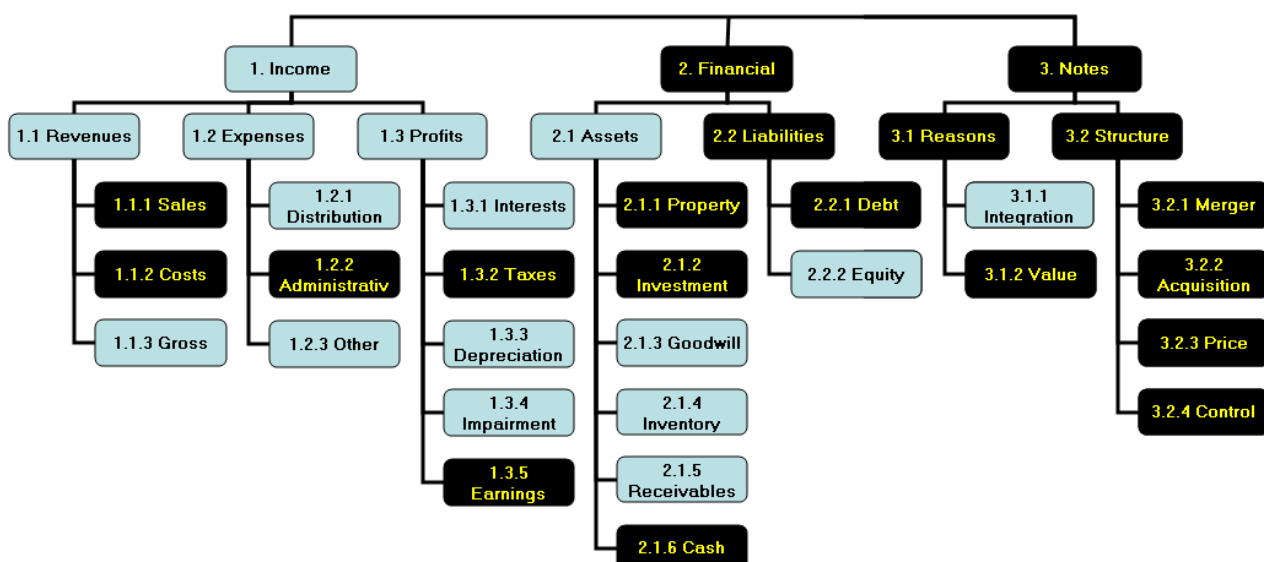 1. Income
2. Financial
3. Notes
1.1 Revenues
1.2 Expenses
1.3 Profits
2.1 Assets
2.2 Liabilities
3.1 Reasons
3.2 Structure
1.1.1 Sales
1.2.1
Distribution
1.3.1 Interests
2.1.1 Property
2.2.1 Debt
3.1.1
Inteqration
3.2.1 Merger
1.1.2 Costs
1.2.2
Administrativ
1.3.2 Taxes
2.1.2
Investment
2.2.2 Equity
3.1.2 Value
3.2.2
Acquisition
1.1.3 Gross
1.2.3 Other
1.3.3
Depreciation
2.1.3 Goodwill
3.2.3 Price
1.3.4
Impairment
2.1.4
Inventory
3.2.4 Control
1.3.5
Earnings
2.1.5
Receivables
2.1.6 Cash